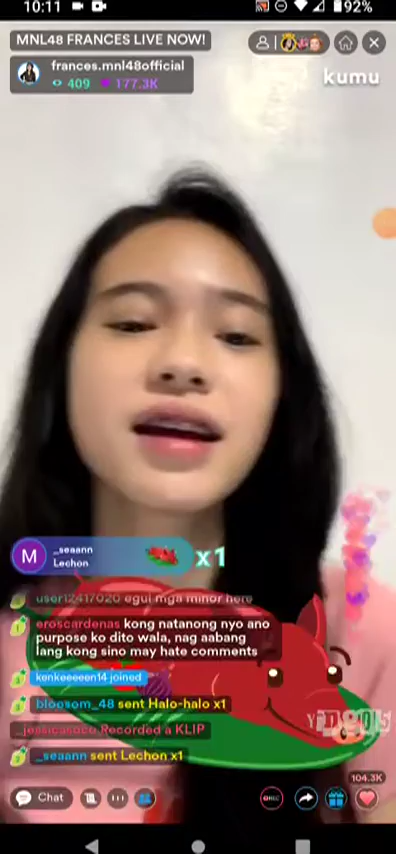 10:11
92%
MNL48 FRANCES LIVE NOW!
frances.mnl48official
409 177.3K
kumu
M
_seaann
Lechon
x1
user12417020 egul mga minor here
eroscardenas kong natanong nyo ano
purpose ko dito wala, nag aabang
lang kong sino may hate comments
kenkeeeeen14 joined
bloosom_48 sent Halo-halo x1
_jessicasoco Recorded a KLIP
_seaann sent Lechon x1
104.3K
Chat